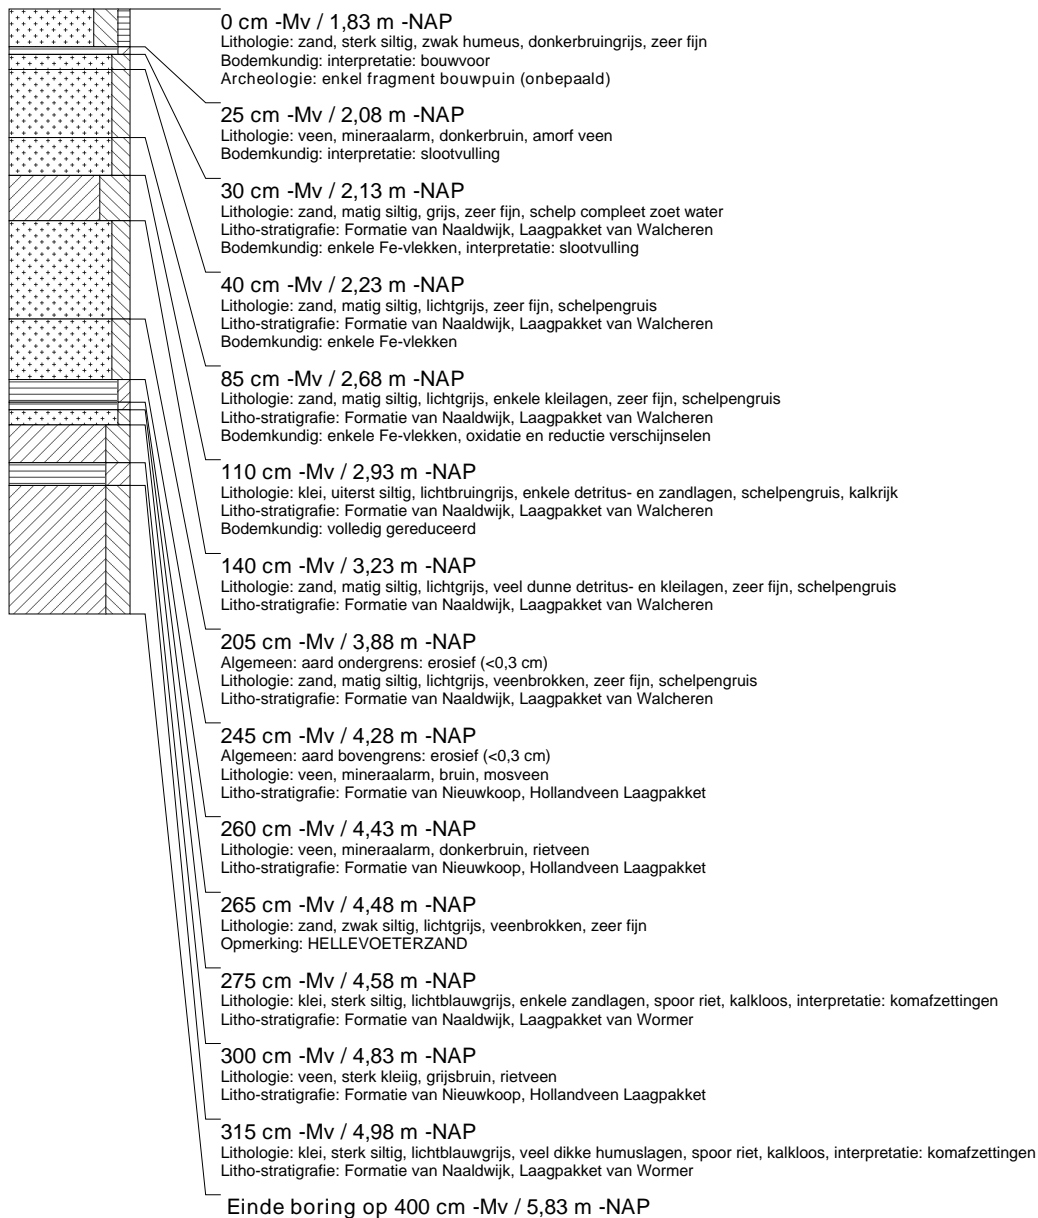 0 cm -Mv / 1,83 m -NAP
Lithologie: zand, sterk siltig, zwak humeus, donkerbruingrijs, zeer fijn
Bodemkundig: interpretatie: bouwvoor
Archeologie: enkel fragment bouwpuin (onbepaald)
25 cm -Mv / 2,08 m -NAP
Lithologie: veen, mineraalarm, donkerbruin, amorf veen
Bodemkundig: interpretatie: slootvulling
30 cm -Mv / 2,13 m -NAP
Lithologie: zand, matig siltig, grijs, zeer fijn, schelp compleet zoet water
Litho-stratigrafie: Formatie van Naaldwijk, Laagpakket van Walcheren
Bodemkundig: enkele Fe-vlekken, interpretatie: slootvulling
40 cm -Mv / 2,23 m -NAP
Lithologie: zand, matig siltig, lichtgrijs, zeer fijn, schelpengruis
Litho-stratigrafie: Formatie van Naaldwijk, Laagpakket van Walcheren
Bodemkundig: enkele Fe-vlekken
85 cm -Mv / 2,68 m -NAP
Lithologie: zand, matig siltig, lichtgrijs, enkele kleilagen, zeer fijn, schelpengruis
Litho-stratigrafie: Formatie van Naaldwijk, Laagpakket van Walcheren
Bodemkundig: enkele Fe-vlekken, oxidatie en reductie verschijnselen
110 cm -Mv / 2,93 m -NAP
Lithologie: klei, uiterst siltig, lichtbruingrijs, enkele detritus- en zandlagen, schelpengruis, kalkrijk
Litho-stratigrafie: Formatie van Naaldwijk, Laagpakket van Walcheren
Bodemkundig: volledig gereduceerd
140 cm -Mv / 3,23 m -NAP
Lithologie: zand, matig siltig, lichtgrijs, veel dunne detritus- en kleilagen, zeer fijn, schelpengruis
Litho-stratigrafie: Formatie van Naaldwijk, Laagpakket van Walcheren
205 cm -Mv / 3,88 m -NAP
Algemeen: aard ondergrens: erosief (<0,3 cm)
Lithologie: zand, matig siltig, lichtgrijs, veenbrokken, zeer fijn, schelpengruis
Litho-stratigrafie: Formatie van Naaldwijk, Laagpakket van Walcheren
245 cm -Mv / 4,28 m -NAP
Algemeen: aard bovengrens: erosief (<0,3 cm)
Lithologie: veen, mineraalarm, bruin, mosveen
Litho-stratigrafie: Formatie van Nieuwkoop, Hollandveen Laagpakket
260 cm -Mv / 4,43 m -NAP
Lithologie: veen, mineraalarm, donkerbruin, rietveen
Litho-stratigrafie: Formatie van Nieuwkoop, Hollandveen Laagpakket
265 cm -Mv / 4,48 m -NAP
Lithologie: zand, zwak siltig, lichtgrijs, veenbrokken, zeer fijn
Opmerking: HELLEVOETERZAND
275 cm -Mv / 4,58 m -NAP
Lithologie: klei, sterk siltig, lichtblauwgrijs, enkele zandlagen, spoor riet, kalkloos, interpretatie: komafzettingen
Litho-stratigrafie: Formatie van Naaldwijk, Laagpakket van Wormer
300 cm -Mv / 4,83 m -NAP
Lithologie: veen, sterk kleiig, grijsbruin, rietveen
Litho-stratigrafie: Formatie van Nieuwkoop, Hollandveen Laagpakket
315 cm -Mv / 4,98 m -NAP
Lithologie: klei, sterk siltig, lichtblauwgrijs, veel dikke humuslagen, spoor riet, kalkloos, interpretatie: komafzettingen
Litho-stratigrafie: Formatie van Naaldwijk, Laagpakket van Wormer
Einde boring op 400 cm -Mv / 5,83 m -NAP